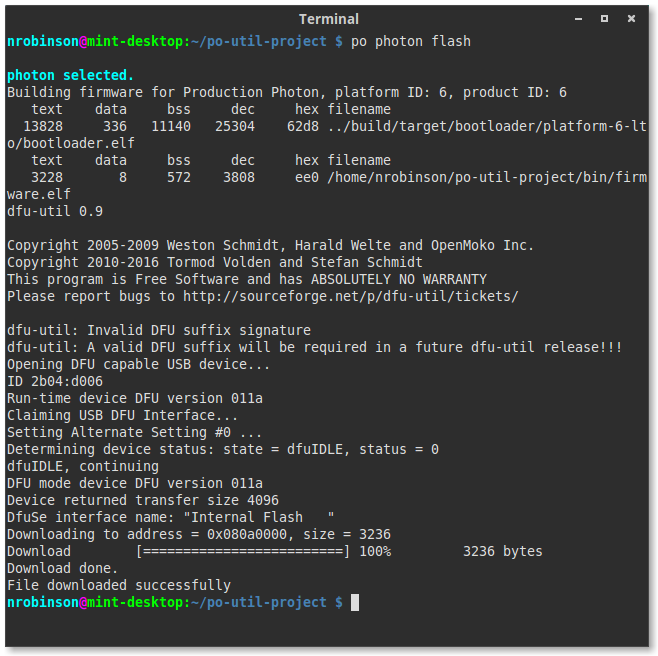 Terminal
nrobinson@mint-desktop:~/po-util-project $ po photon flash
photon selected.
Building firmware for Production Photon, platform ID: 6, product ID: 6
   text    data     bss     dec     hex filename
  13828     336   11140   25304    62d8 ../build/target/bootloader/platform-6-lt
o/bootloader.elf
   text    data     bss     dec     hex filename
   3228       8     572    3808     ee0 /home/nrobinson/po-util-project/bin/firm
ware.elf
dfu-util 0.9
Copyright 2005-2009 Weston Schmidt, Harald Welte and OpenMoko Inc.
Copyright 2010-2016 Tormod Volden and Stefan Schmidt
This program is Free Software and has ABSOLUTELY NO WARRANTY
Please report bugs to http://sourceforge.net/p/dfu-util/tickets/
dfu-util: Invalid DFU suffix signature
dfu-util: A valid DFU suffix will be required in a future dfu-util release!!!
Opening DFU capable USB device...
ID 2b04:d006
Run-time device DFU version 011a
Claiming USB DFU Interface...
Setting Alternate Setting #0 ...
Determining device status: state = dfuIDLE, status = 0
dfuIDLE, continuing
DFU mode device DFU version 011a
Device returned transfer size 4096
DfuSe interface name: "Internal Flash   "
Downloading to address = 0x080a0000, size = 3236
Download        [=========================] 100%         3236 bytes
Download done.
File downloaded successfully
nrobinson@mint-desktop:~/po-util-project $